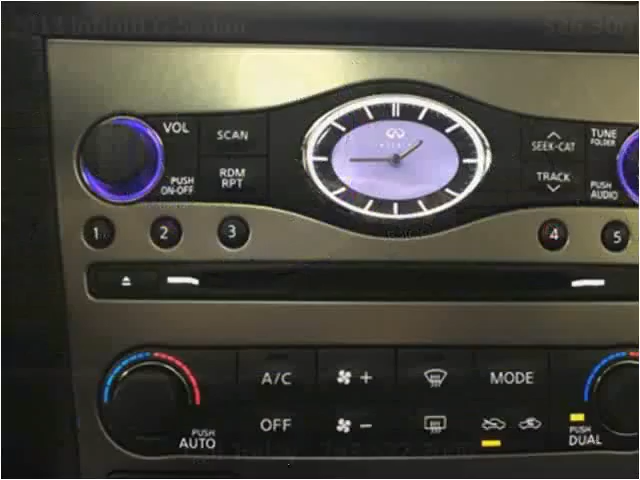 VOL
SCAN
PUSH
ON-OFF
RDM
RPT
INFINITI
SEEK-CAT
TRACK
TUNE
FOLDER
PUSH
AUDIO
1
2
3
4
5
A/C
+
MODE
PUSH
AUTO
OFF
-
PUSH
DUAL